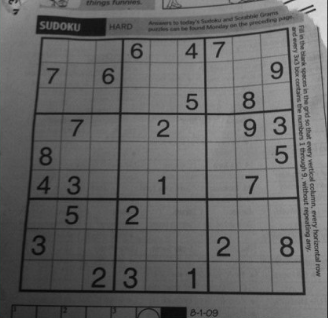 things funnies.
SUDOKU HARD Answers to today's Sudoku and Scrabble Grams
puzzles can be found Monday on the preceding page.
6 4 7
7 6 9
5 8
7 2 9 3
8 5
4 3 1 7
5 2
3 2 8
2 3 1
Fill in the blank spaces in the grid so that every vertical column, every horizontal row
and every 3x3 box contains the numbers 1 through 9, without repeating any.
8-1-09